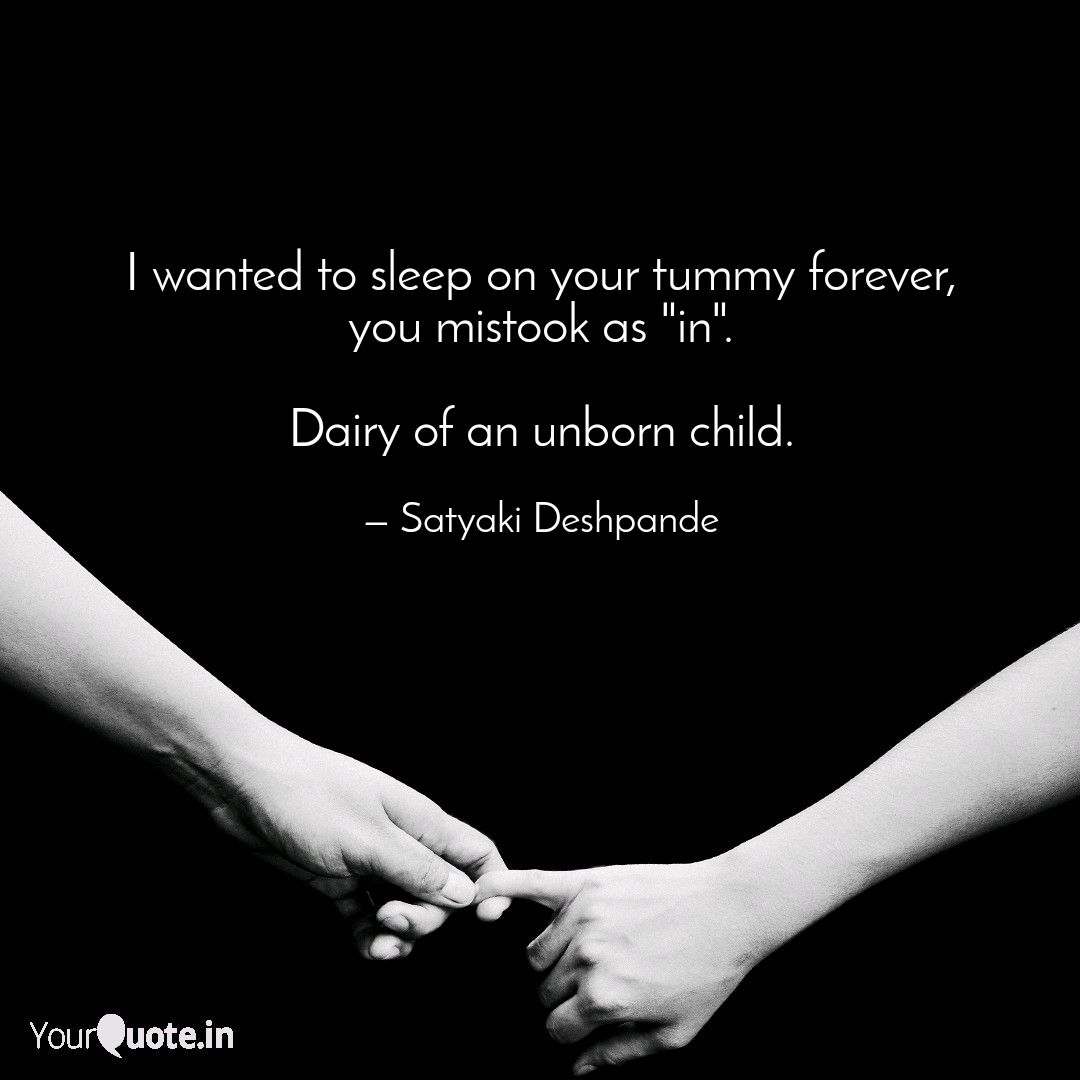 I wanted to sleep on your tummy forever,
you mistook as "in".
Dairy of an unborn child.
– Satyaki Deshpande
YourQuote.in